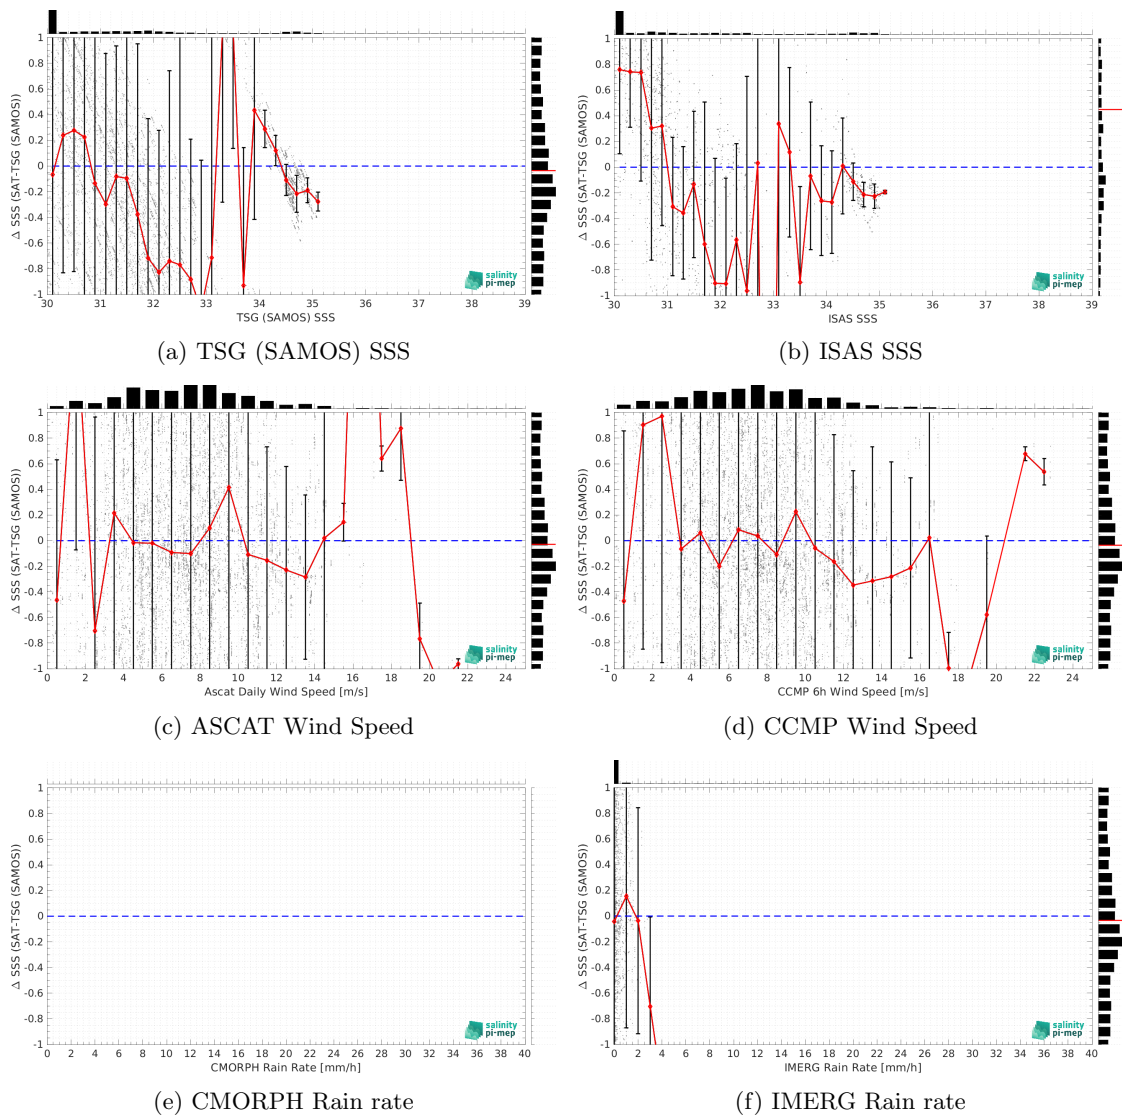 1
0.8
0.6
0.4
0.2
0
-0.2
-0.4
-0.6
-0.8
-1
Δ SSS (SAT-TSG (SAMOS))
30 31 32 33 34 35 36 37 38 39
TSG (SAMOS) SSS
salinity
pi-mep
(a) TSG (SAMOS) SSS
1
0.8
0.6
0.4
0.2
0
-0.2
-0.4
-0.6
-0.8
-1
Δ SSS (SAT-TSG (SAMOS))
30 31 32 33 34 35 36 37 38 39
ISAS SSS
salinity
pi-mep
(b) ISAS SSS
1
0.8
0.6
0.4
0.2
0
-0.2
-0.4
-0.6
-0.8
-1
Δ SSS (SAT-TSG (SAMOS))
0 2 4 6 8 10 12 14 16 18 20 22 24
Ascat Daily Wind Speed [m/s]
salinity
pi-mep
(c) ASCAT Wind Speed
1
0.8
0.6
0.4
0.2
0
-0.2
-0.4
-0.6
-0.8
-1
Δ SSS (SAT-TSG (SAMOS))
0 2 4 6 8 10 12 14 16 18 20 22 24
CCMP 6h Wind Speed [m/s]
salinity
pi-mep
(d) CCMP Wind Speed
1
0.8
0.6
0.4
0.2
0
-0.2
-0.4
-0.6
-0.8
-1
Δ SSS (SAT-TSG (SAMOS))
0 2 4 6 8 10 12 14 16 18 20 22 24 26 28 30 32 34 36 38 40
CMORPH Rain Rate [mm/h]
salinity
pi-mep
(e) CMORPH Rain rate
1
0.8
0.6
0.4
0.2
0
-0.2
-0.4
-0.6
-0.8
-1
Δ SSS (SAT-TSG (SAMOS))
0 2 4 6 8 10 12 14 16 18 20 22 24 26 28 30 32 34 36 38 40
IMERG Rain Rate [mm/h]
salinity
pi-mep
(f) IMERG Rain rate